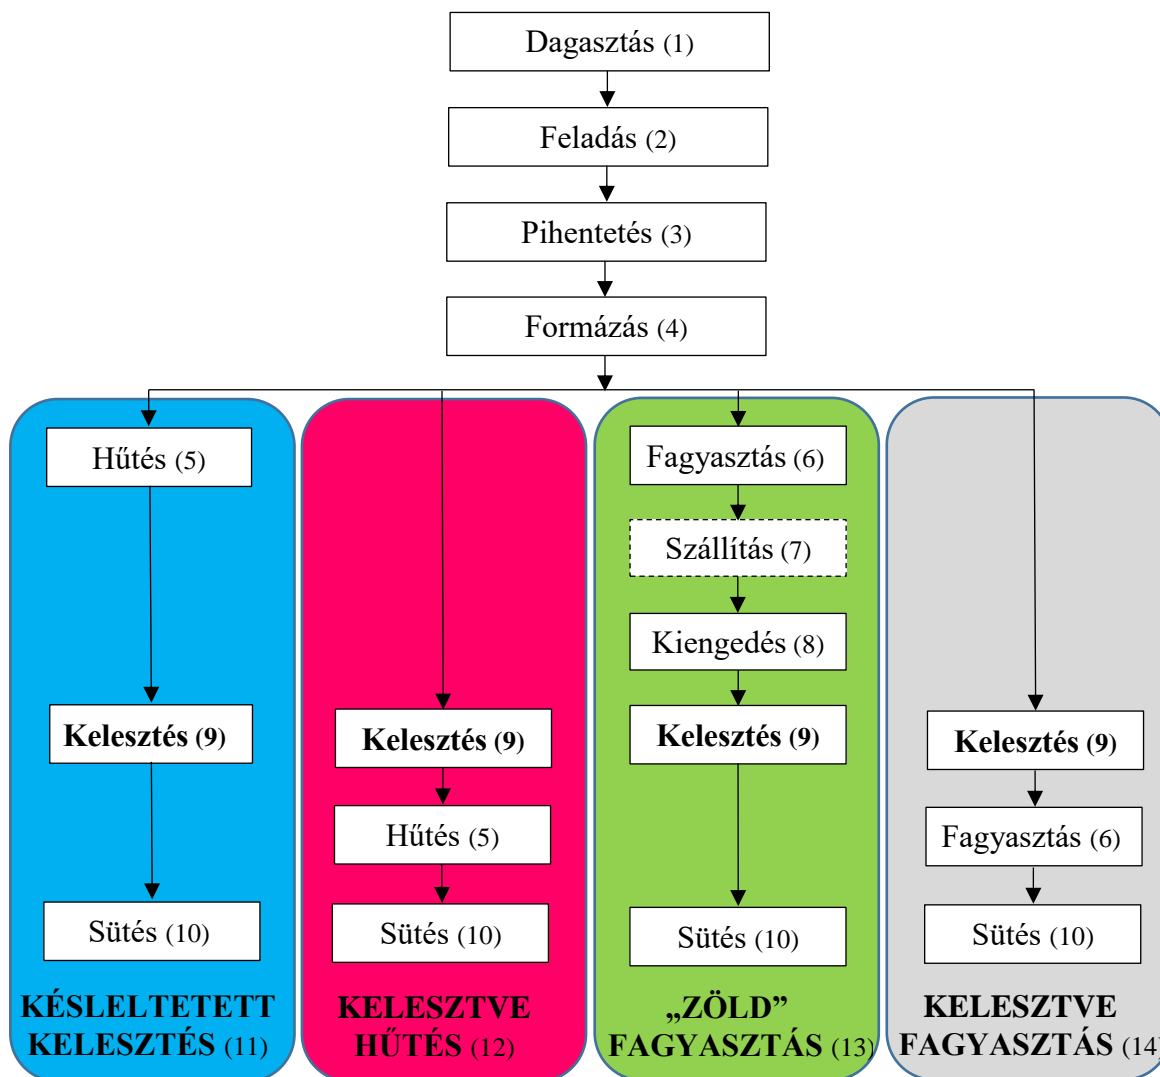 Dagasztás (1)
Feladás (2)
Pihentetés (3)
Formázás (4)
Hűtés (5)
Kelesztés (9)
Sütés (10)
KÉSLELTETETT
KELESZTÉS (11)
Kelesztés (9)
Hűtés (5)
Sütés (10)
KELESZTVE
HŰTÉS (12)
Fagyasztás (6)
Szállítás (7)
Kiengedés (8)
Kelesztés (9)
Sütés (10)
„ZÖLD”
FAGYASZTÁS (13)
Kelesztés (9)
Fagyasztás (6)
Sütés (10)
KELESZTVE
FAGYASZTÁS (14)